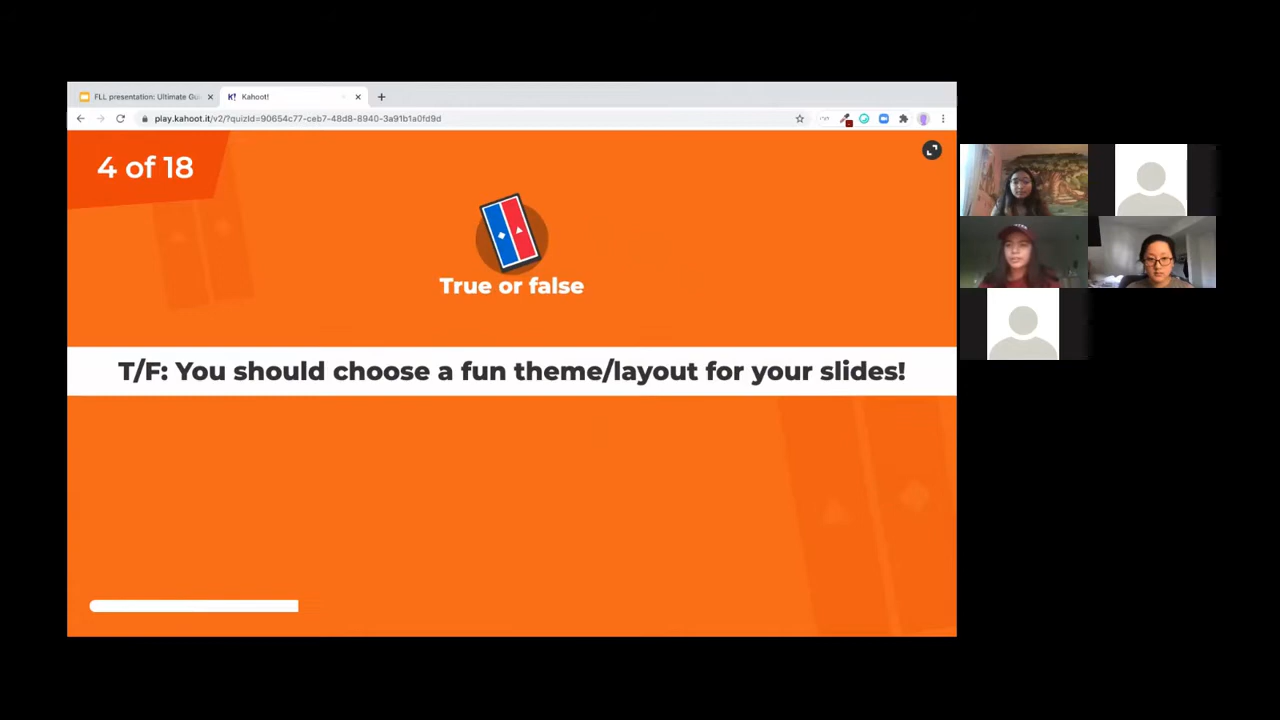 FLL presentation: Ultimate Gu
K! Kahoot!
play.kahoot.it/v2/?quizId=90654c77-ceb7-48d8-8940-3a91b1a0fd9d
4 of 18
True or false
T/F: You should choose a fun theme/layout for your slides!